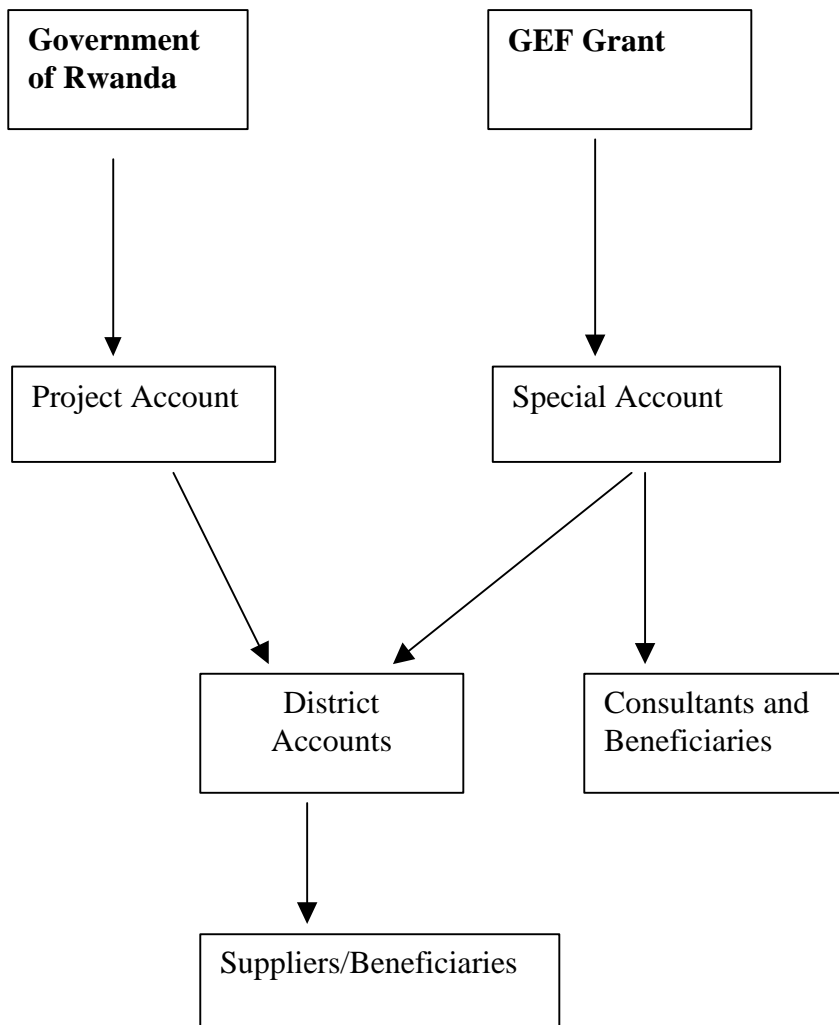 Government
of Rwanda
GEF Grant
Project Account
Special Account
District
Accounts
Consultants and
Beneficiaries
Suppliers/Beneficiaries